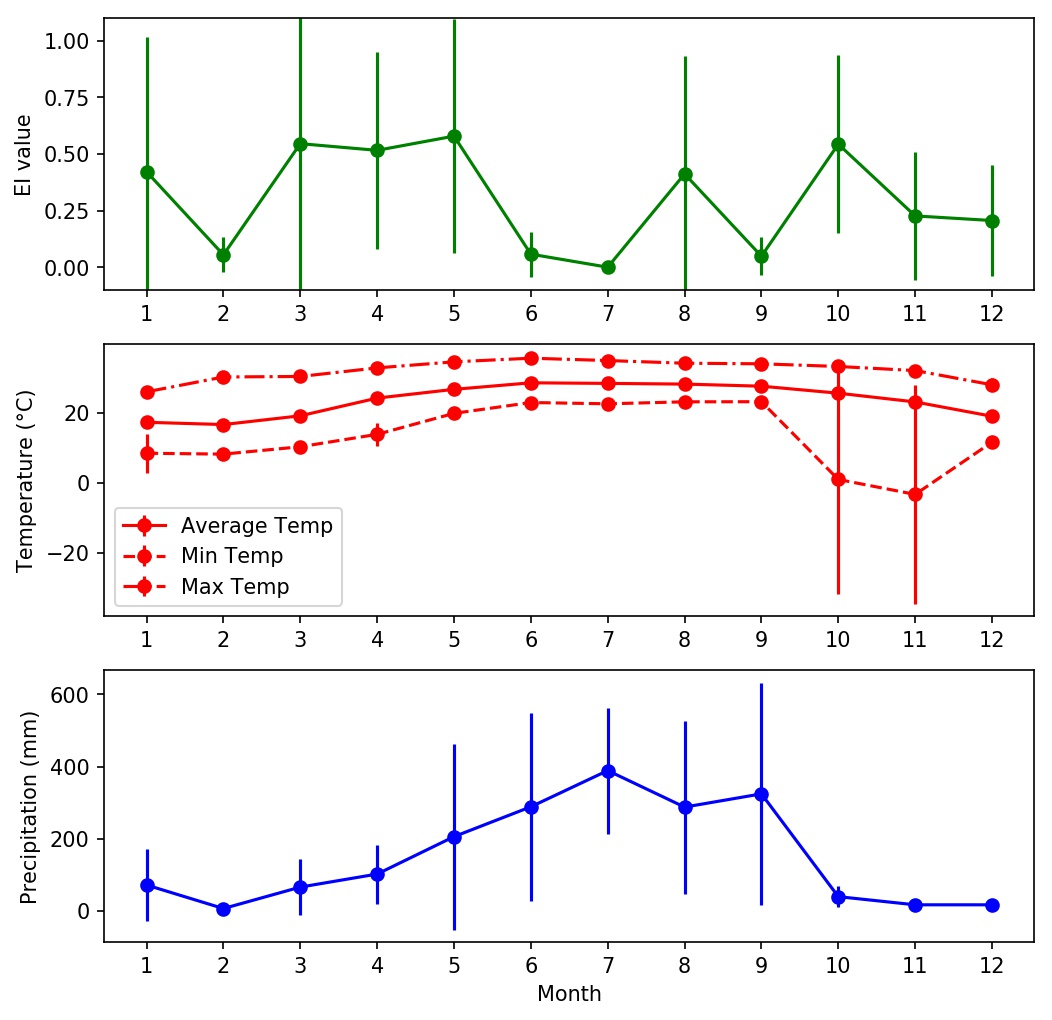 EI value
1.00
0.75
0.50
0.25
0.00
1 2 3 4 5 6 7 8 9 10 11 12
Temperature (°C)
20
0
−20
Average Temp
Min Temp
Max Temp
1 2 3 4 5 6 7 8 9 10 11 12
Precipitation (mm)
600
400
200
0
1 2 3 4 5 6 7 8 9 10 11 12
Month